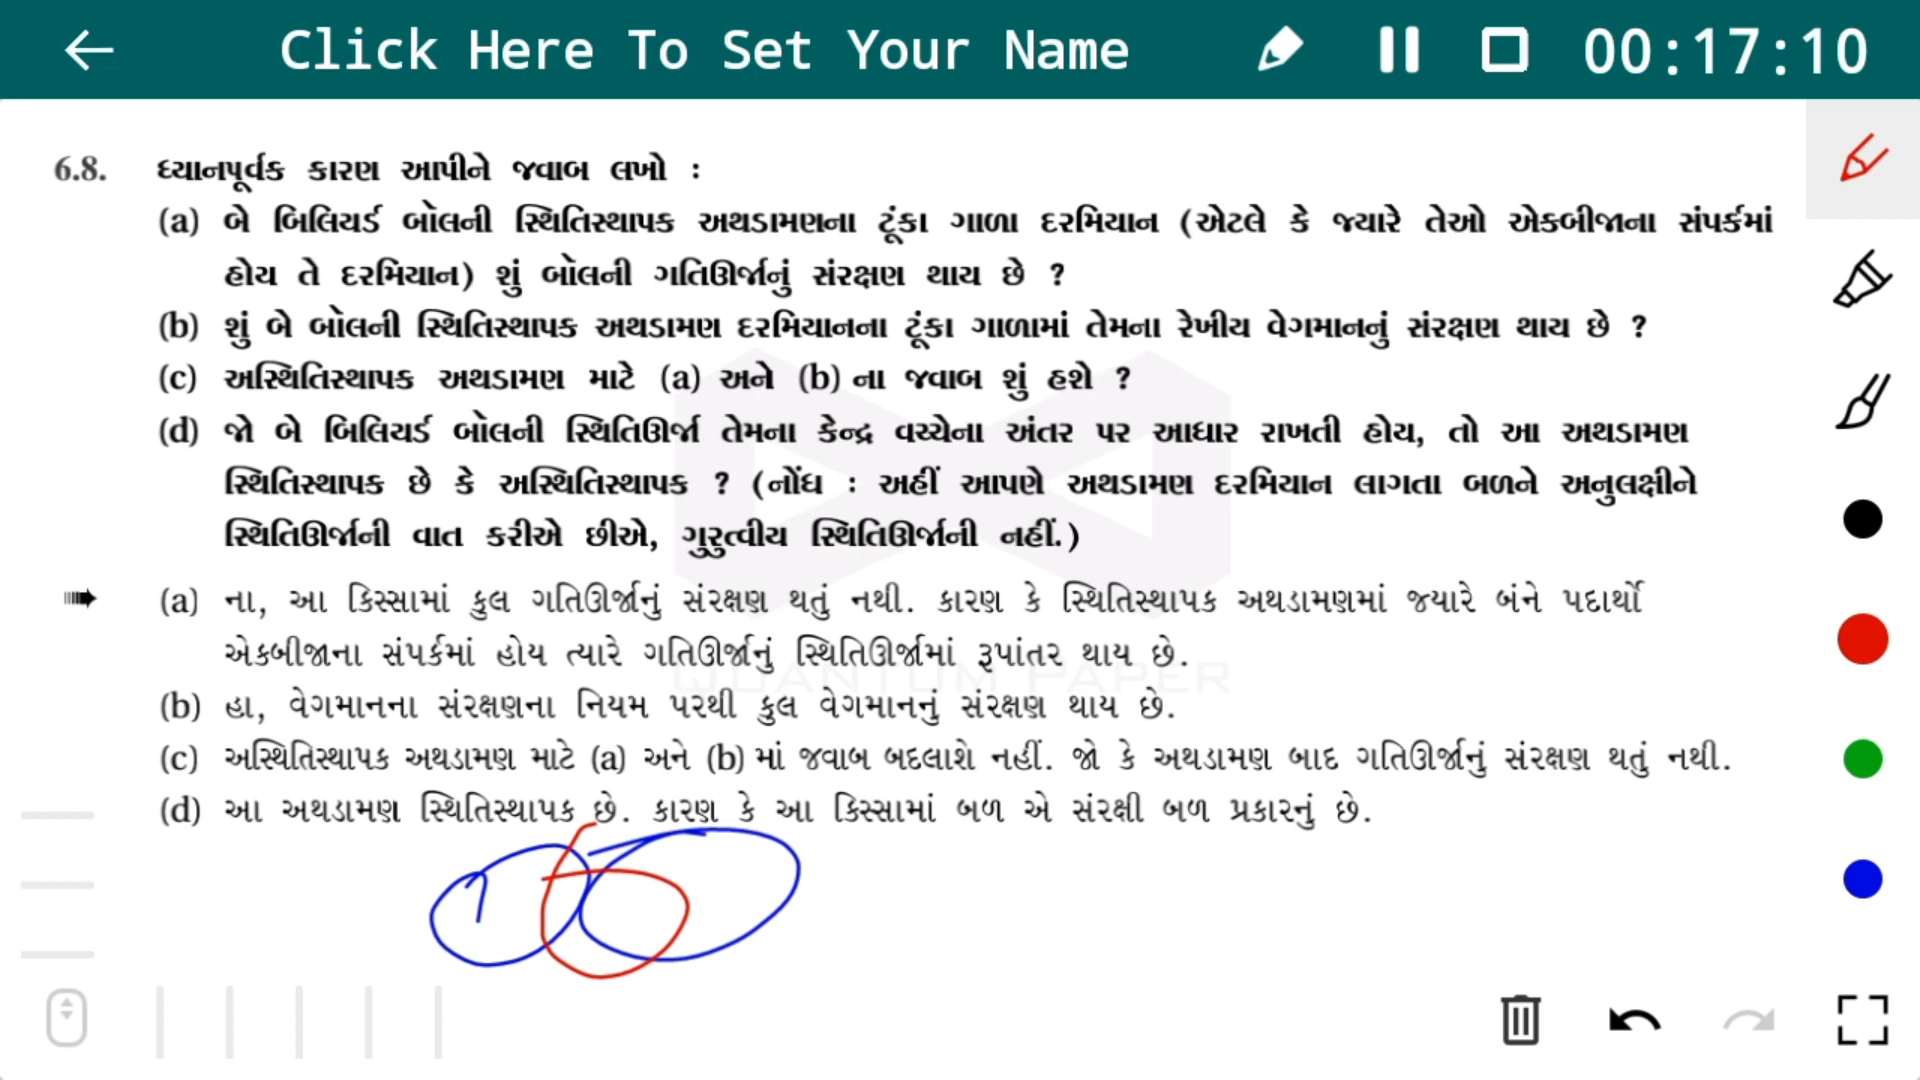 Click Here To Set Your Name 00:17:10
6.8. ધ્યાનપૂર્વક કારણ આપીને જવાબ લખો :
(a) બે બિલિયર્ડ બૉલની સ્થિતિસ્થાપક અથડામણના ટૂંકા ગાળા દરમિયાન (એટલે કે જ્યારે તેઓ એકબીજાના સંપર્કમાં
હોય તે દરમિયાન) શું બૉલની ગતિઊર્જાનું સંરક્ષણ થાય છે ?
(b) શું બે બૉલની સ્થિતિસ્થાપક અથડામણ દરમિયાનના ટૂંકા ગાળામાં તેમના રેખીય વેગમાનનું સંરક્ષણ થાય છે ?
(c) અસ્થિતિસ્થાપક અથડામણ માટે (a) અને (b) ના જવાબ શું હશે ?
(d) જો બે બિલિયર્ડ બૉલની સ્થિતિઊર્જા તેમના કેન્દ્ર વચ્ચેના અંતર પર આધાર રાખતી હોય, તો આ અથડામણ
સ્થિતિસ્થાપક છે કે અસ્થિતિસ્થાપક ? (નોંધ : અહીં આપણે અથડામણ દરમિયાન લાગતા બળને અનુલક્ષીને
સ્થિતિઊર્જાની વાત કરીએ છીએ, ગુરુત્વીય સ્થિતિઊર્જાની નહીં.)
(a) ના, આ કિસ્સામાં કુલ ગતિઊર્જાનું સંરક્ષણ થતું નથી. કારણ કે સ્થિતિસ્થાપક અથડામણમાં જ્યારે બંને પદાર્થો
એકબીજાના સંપર્કમાં હોય ત્યારે ગતિઊર્જાનું સ્થિતિઊર્જામાં રૂપાંતર થાય છે.
QUANTUM PAPER
(b) હા, વેગમાનના સંરક્ષણના નિયમ પરથી કુલ વેગમાનનું સંરક્ષણ થાય છે.
(c) અસ્થિતિસ્થાપક અથડામણ માટે (a) અને (b) માં જવાબ બદલાશે નહીં. જો કે અથડામણ બાદ ગતિઊર્જાનું સંરક્ષણ થતું નથી.
(d) આ અથડામણ સ્થિતિસ્થાપક છે. કારણ કે આ કિસ્સામાં બળ એ સંરક્ષી બળ પ્રકારનું છે.